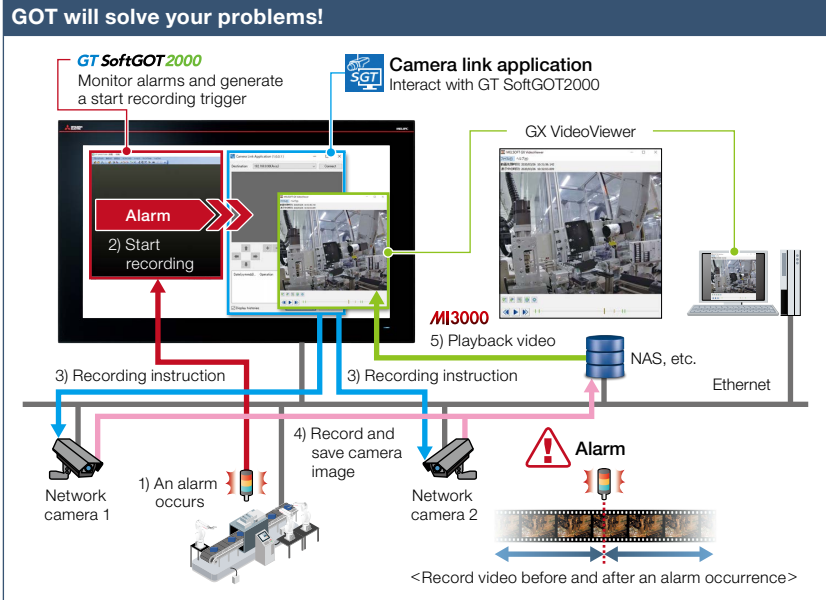 GOT will solve your problems!
GT SoftGOT2000
Monitor alarms and generate
a start recording trigger
SGT
Camera link application
Interact with GT SoftGOT2000
GX VideoViewer
Alarm
2) Start
recording
MI3000
5) Playback video
NAS, etc.
3) Recording instruction
3) Recording instruction
Ethernet
4) Record and
save camera
image
Alarm
1) An alarm
occurs
Network
camera 1
Network
camera 2
<Record video before and after an alarm occurrence>